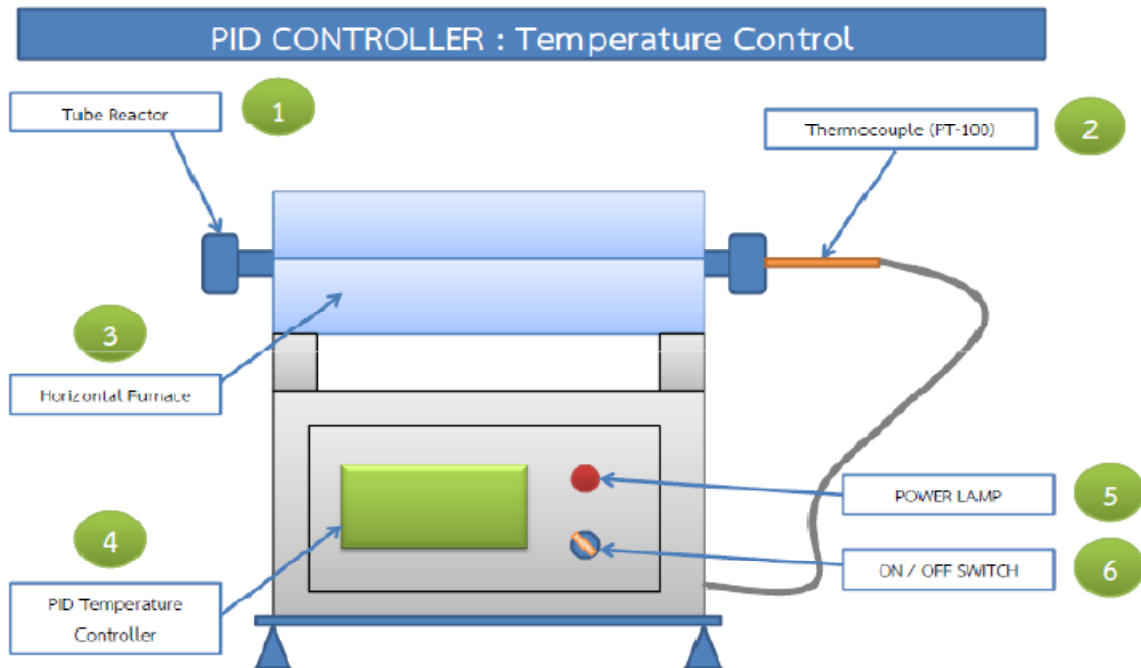 PID CONTROLLER : Temperature Control
Tube Reactor
1
Thermocouple (PT-100)
2
3
Horizontal Furnace
4
PID Temperature
Controller
POWER LAMP
5
ON / OFF SWITCH
6